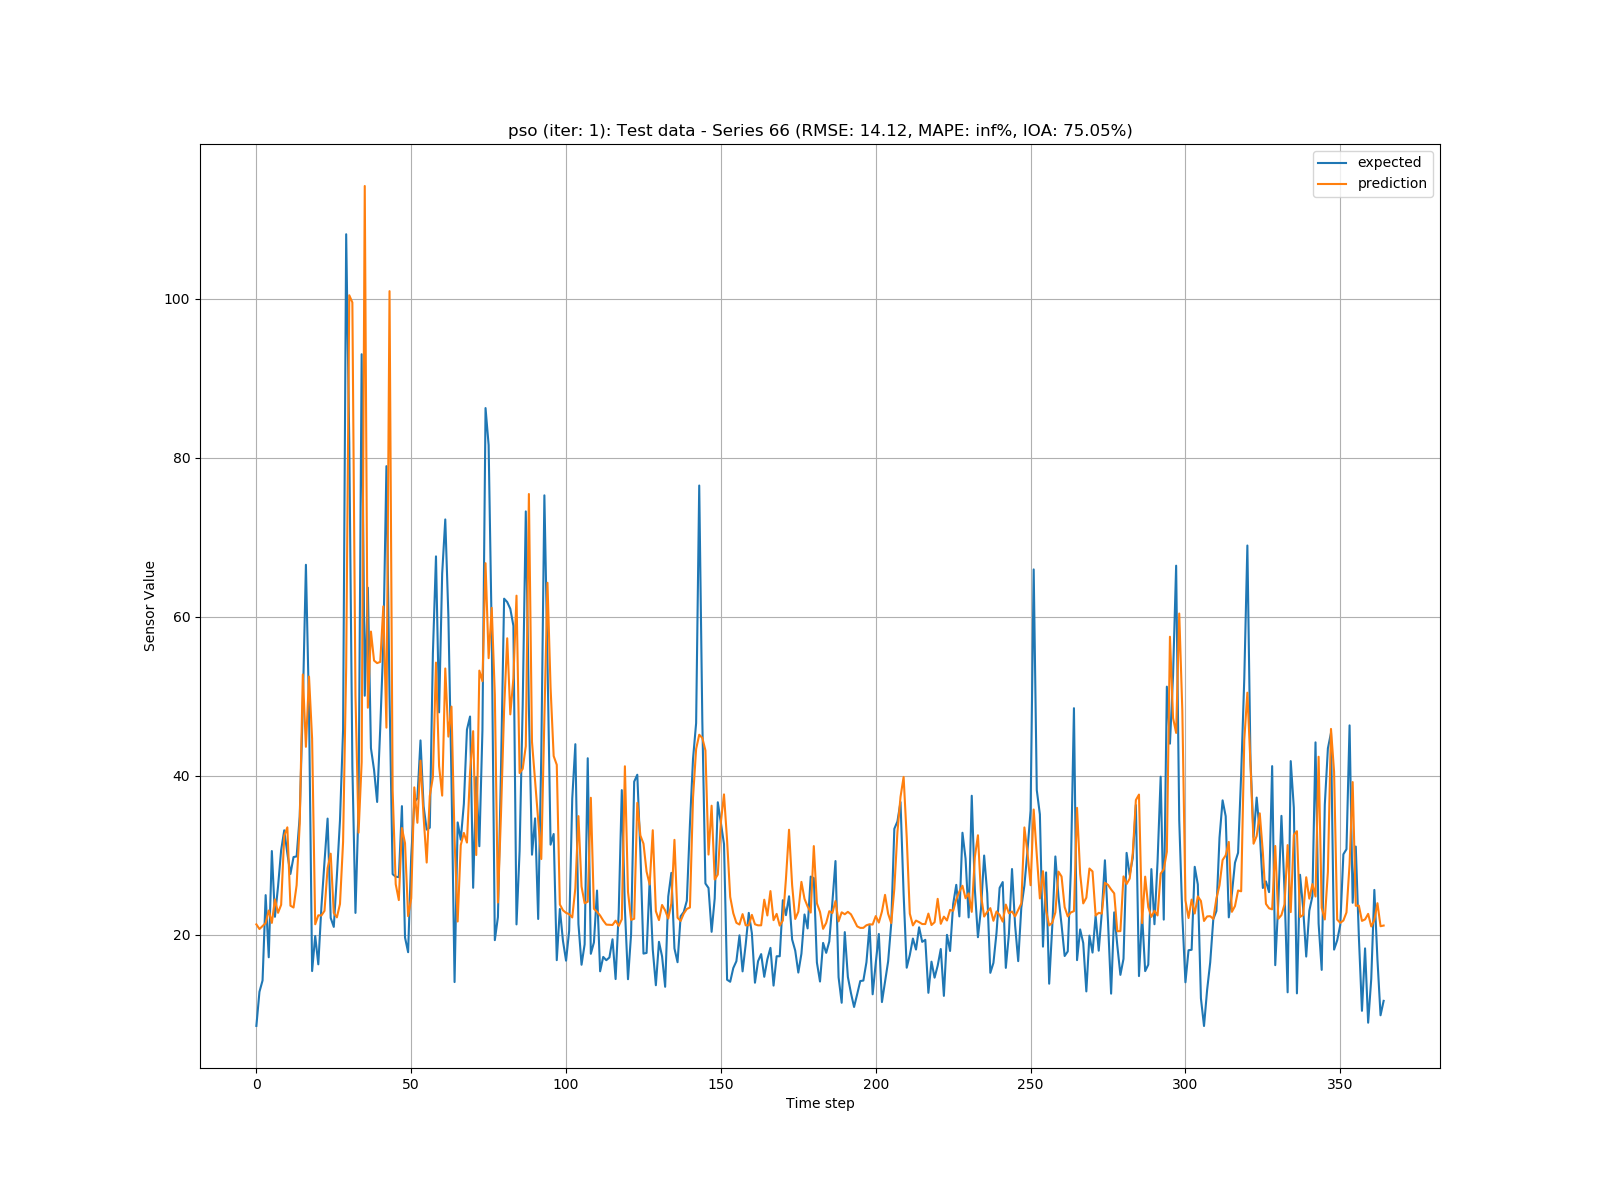 pso (iter: 1): Test data - Series 66 (RMSE: 14.12, MAPE: inf%, IOA: 75.05%)
expected
prediction
Sensor Value
100
80
60
40
20
0 50 100 150 200 250 300 350
Time step